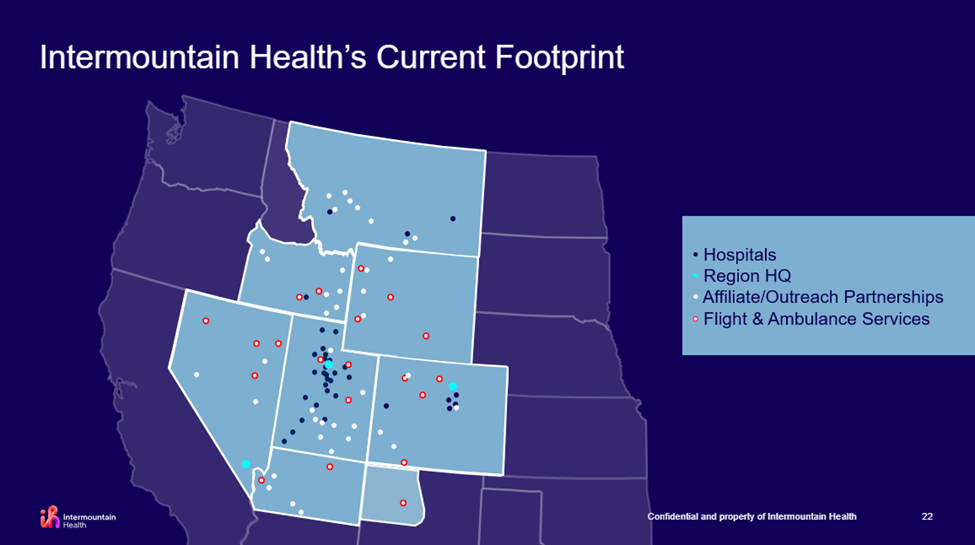 Intermountain Health’s Current Footprint
Hospitals
Region HQ
Affiliate/Outreach Partnerships
Flight & Ambulance Services
Intermountain
Health
Confidential and property of Intermountain Health
22